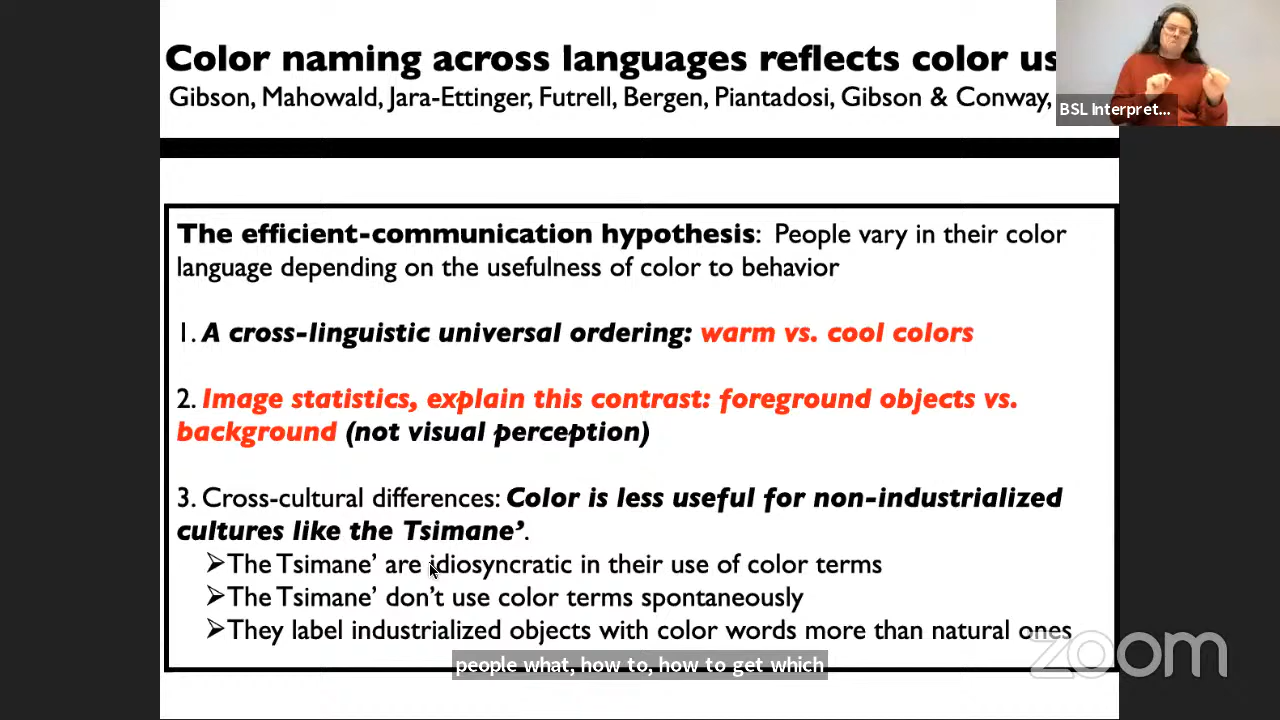 Color naming across languages reflects color us
Gibson, Mahowald, Jara-Ettinger, Futrell, Bergen, Piantadosi, Gibson & Conway,
BSL Interpret...
The efficient-communication hypothesis: People vary in their color
language depending on the usefulness of color to behavior
1. A cross-linguistic universal ordering: warm vs. cool colors
2. Image statistics, explain this contrast: foreground objects vs.
background (not visual perception)
3. Cross-cultural differences: Color is less useful for non-industrialized
cultures like the Tsimane’.
➢The Tsimane’ are idiosyncratic in their use of color terms
➢The Tsimane’ don’t use color terms spontaneously
➢They label industrialized objects with color words more than natural ones
people what, how to, how to get which
zoom